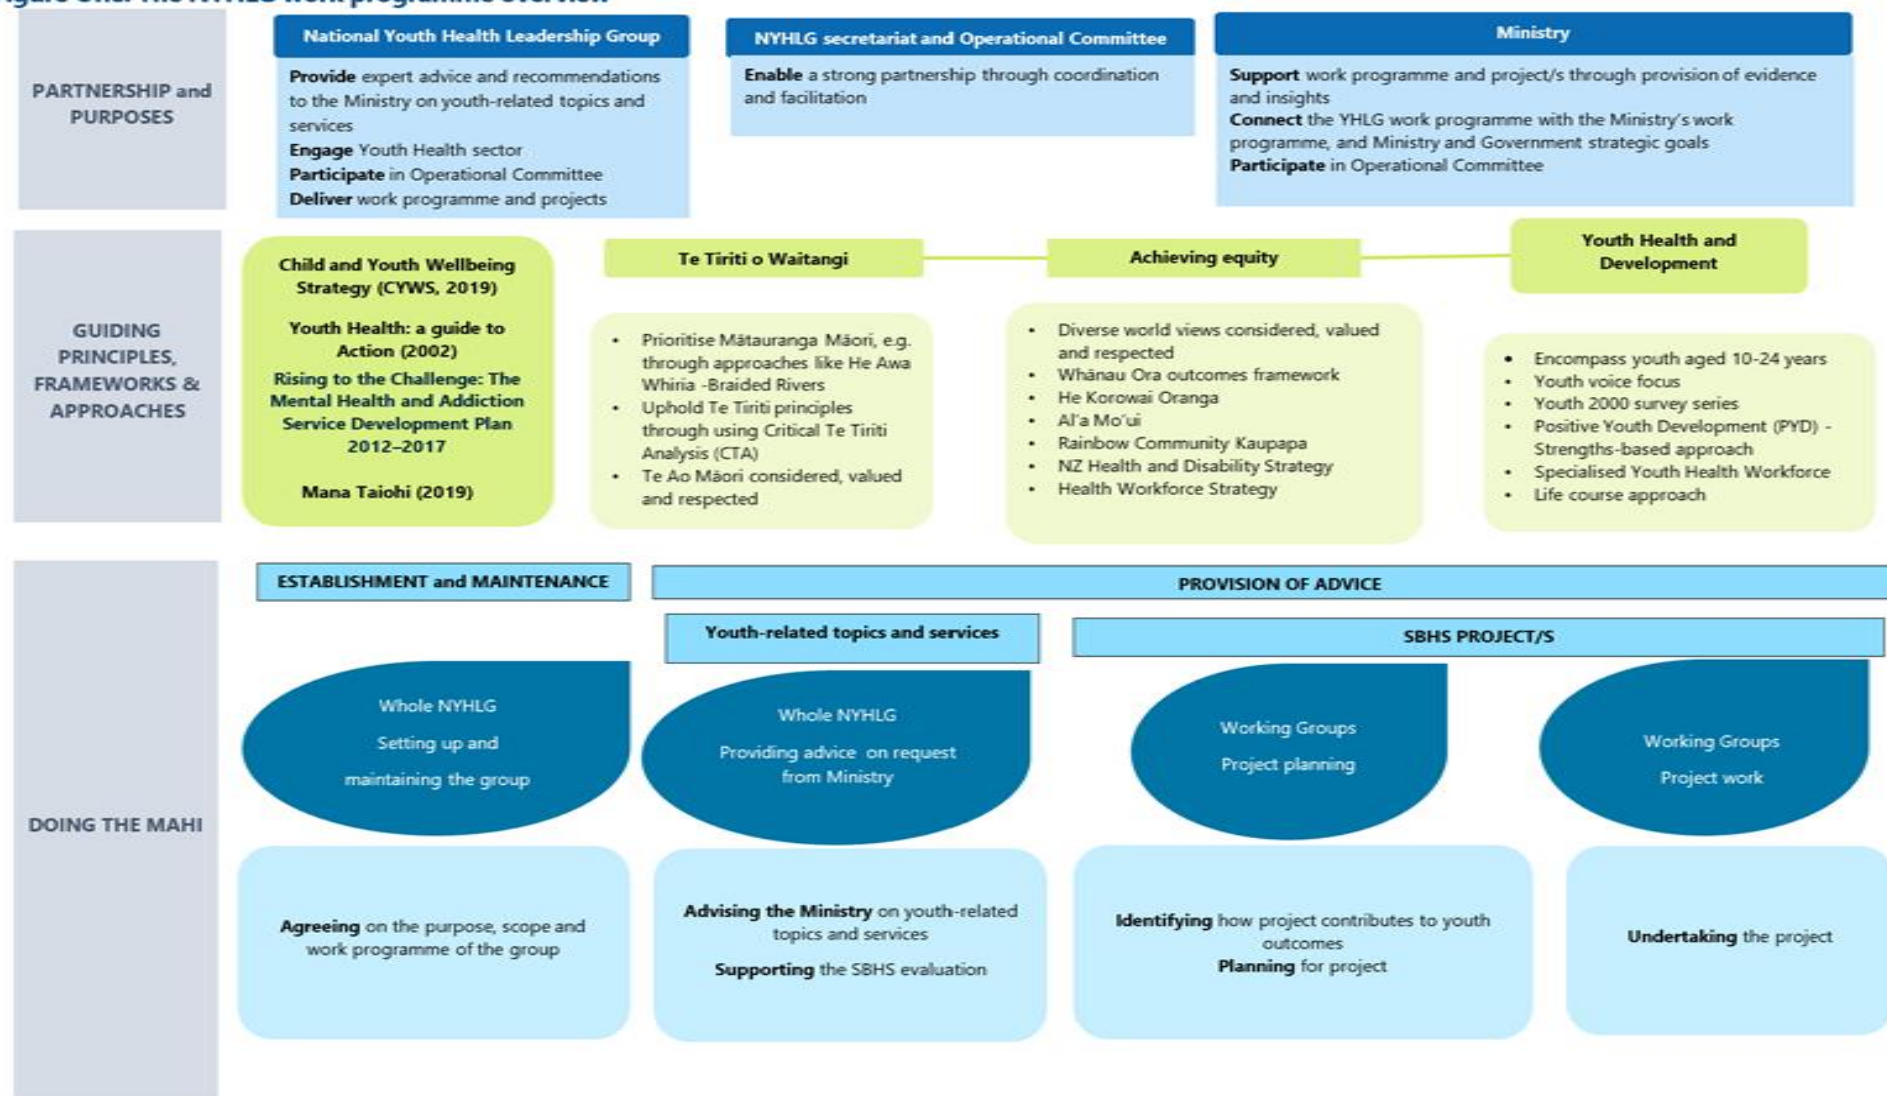 Figure One: The NYHLG work programme overview
PARTNERSHIP and
PURPOSES
National Youth Health Leadership Group
Provide expert advice and recommendations
to the Ministry on youth-related topics and
services
Engage Youth Health sector
Participate in Operational Committee
Deliver work programme and projects
NYHLG secretariat and Operational Committee
Enable a strong partnership through coordination
and facilitation
Ministry
Support work programme and project/s through provision of evidence
and insights
Connect the YHLG work programme with the Ministry's work
programme, and Ministry and Government strategic goals
Participate in Operational Committee
GUIDING
PRINCIPLES,
FRAMEWORKS &
APPROACHES
Child and Youth Wellbeing
Strategy (CYWS, 2019)
Youth Health: a guide to
Action (2002)
Rising to the Challenge: The
Mental Health and Addiction
Service Development Plan
2012–2017
Mana Taiohi (2019)
Te Tiriti o Waitangi
• Prioritise Mātauranga Māori, e.g.
through approaches like He Awa
Whiria -Braided Rivers
• Uphold Te Tiriti principles
through using Critical Te Tiriti
Analysis (CTA)
• Te Ao Māori considered, valued
and respected
Achieving equity
• Diverse world views considered, valued
and respected
• Whānau Ora outcomes framework
• He Korowai Oranga
• Al'a Mo'ui
• Rainbow Community Kaupapa
• NZ Health and Disability Strategy
• Health Workforce Strategy
Youth Health and
Development
• Encompass youth aged 10-24 years
• Youth voice focus
• Youth 2000 survey series
• Positive Youth Development (PYD) -
Strengths-based approach
• Specialised Youth Health Workforce
• Life course approach
DOING THE MAHI
ESTABLISHMENT and MAINTENANCE
PROVISION OF ADVICE
Youth-related topics and services
SBHS PROJECT/S
Whole NYHLG
Setting up and
maintaining the group
Whole NYHLG
Providing advice on request
from Ministry
Working Groups
Project planning
Working Groups
Project work
Agreeing on the purpose, scope and
work programme of the group
Advising the Ministry on youth-related
topics and services
Supporting the SBHS evaluation
Identifying how project contributes to youth
outcomes
Planning for project
Undertaking the project